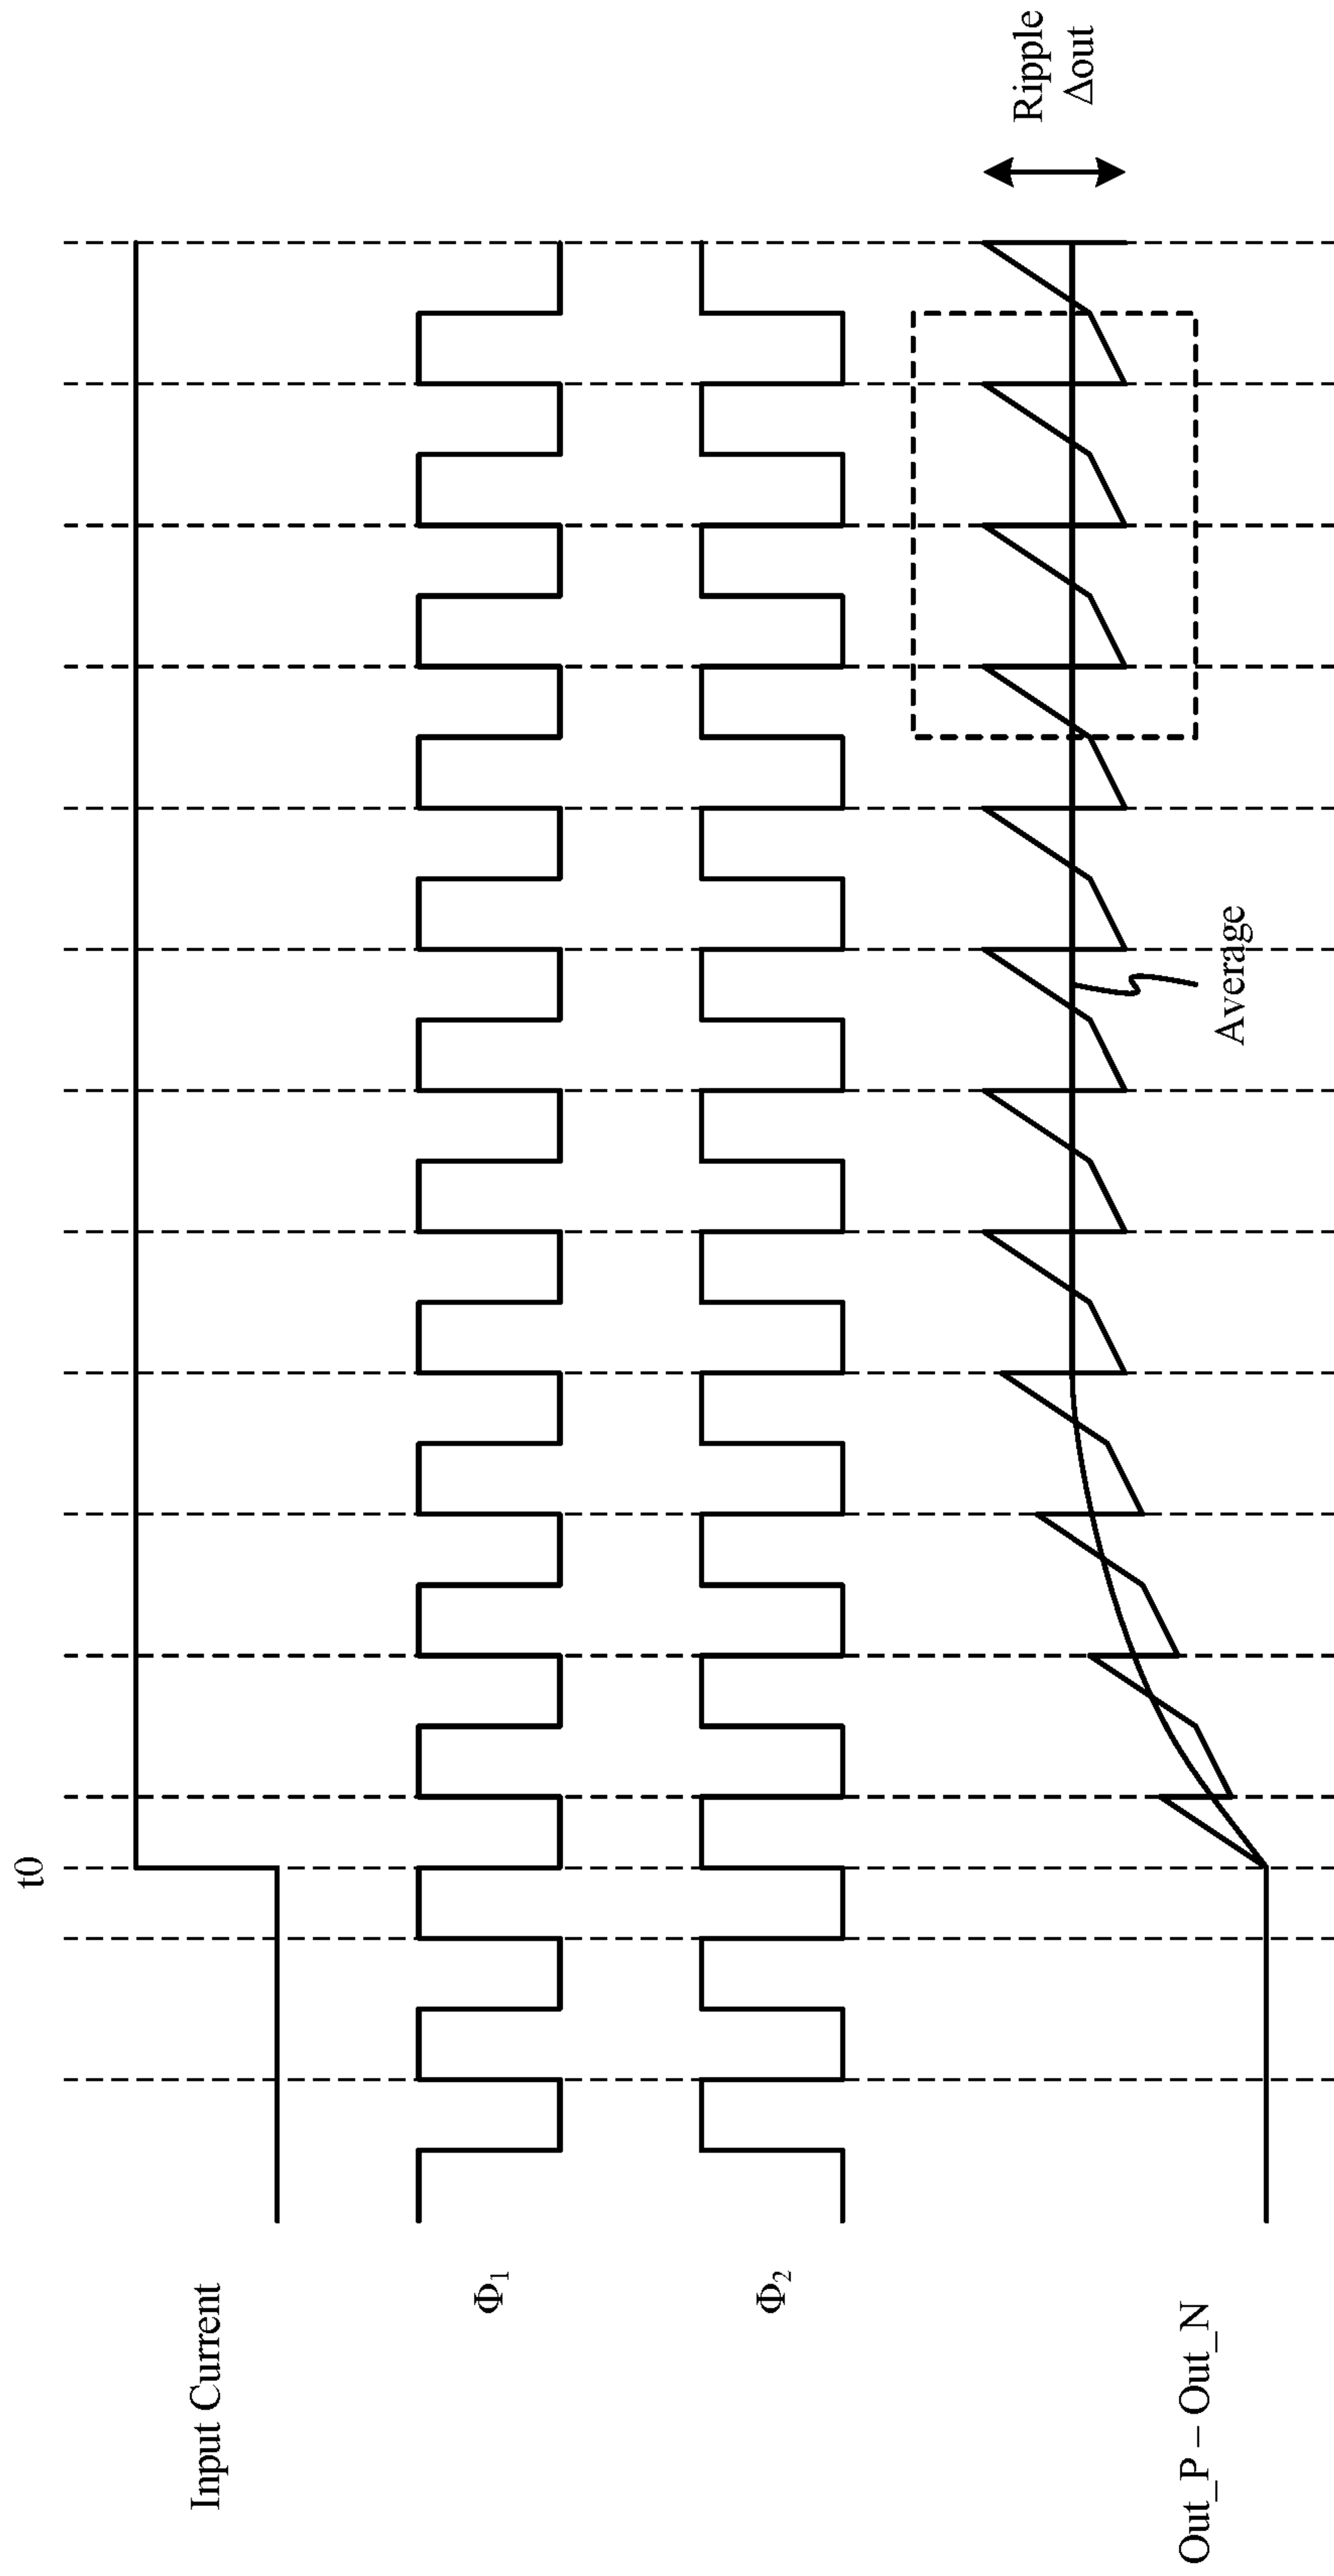 t0
Input Current
Φ₁
Φ₂
Out_P – Out_N
Average
Ripple
Δout